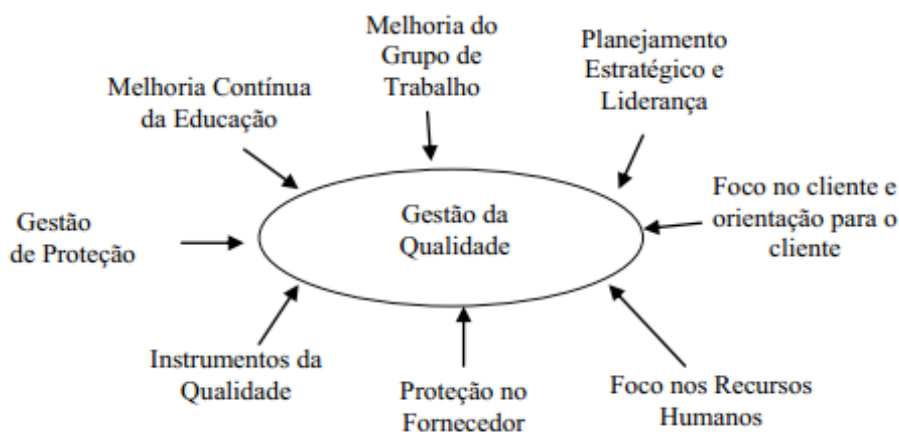 Melhoria do
Grupo de
Trabalho
Planejamento
Estratégico e
Liderança
Melhoria Contínua
da Educação
Foco no cliente e
orientação para o
cliente
Gestão da
Qualidade
Gestão
de Proteção
Instrumentos da
Qualidade
Proteção no
Fornecedor
Foco nos Recursos
Humanos